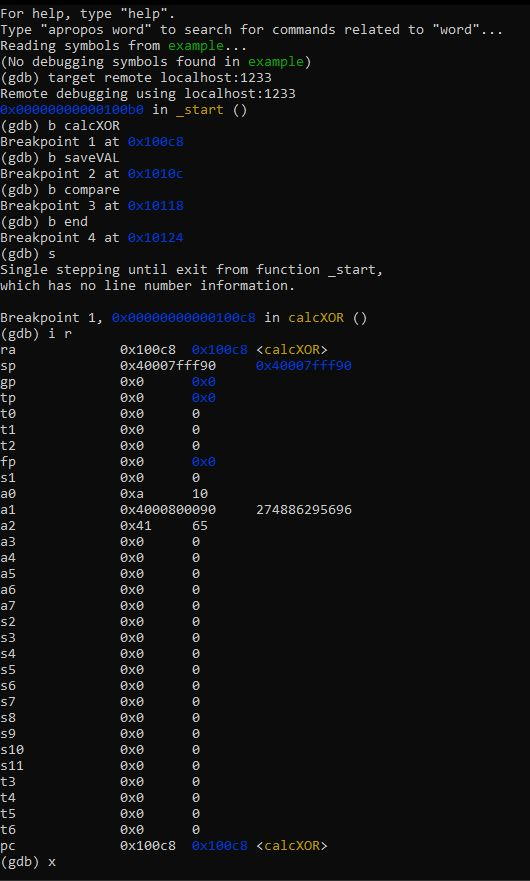 For help, type "help".
Type "apropos word" to search for commands related to "word"...
Reading symbols from example...
(No debugging symbols found in example)
(gdb) target remote localhost:1233
Remote debugging using localhost:1233
0x00000000000100b0 in _start ()
(gdb) b calcXOR
Breakpoint 1 at 0x100c8
(gdb) b saveVAL
Breakpoint 2 at 0x1010c
(gdb) b compare
Breakpoint 3 at 0x10118
(gdb) b end
Breakpoint 4 at 0x10124
(gdb) s
Single stepping until exit from function _start,
which has no line number information.

Breakpoint 1, 0x00000000000100c8 in calcXOR ()
(gdb) i r
ra             0x100c8  0x100c8 <calcXOR>
sp             0x40007fff90     0x40007fff90
gp             0x0      0x0
tp             0x0      0x0
t0             0x0      0
t1             0x0      0
t2             0x0      0
fp             0x0      0x0
s1             0x0      0
a0             0xa      10
a1             0x4000800090     274886295696
a2             0x41     65
a3             0x0      0
a4             0x0      0
a5             0x0      0
a6             0x0      0
a7             0x0      0
s2             0x0      0
s3             0x0      0
s4             0x0      0
s5             0x0      0
s6             0x0      0
s7             0x0      0
s8             0x0      0
s9             0x0      0
s10            0x0      0
s11            0x0      0
t3             0x0      0
t4             0x0      0
t5             0x0      0
t6             0x0      0
pc             0x100c8  0x100c8 <calcXOR>
(gdb) x